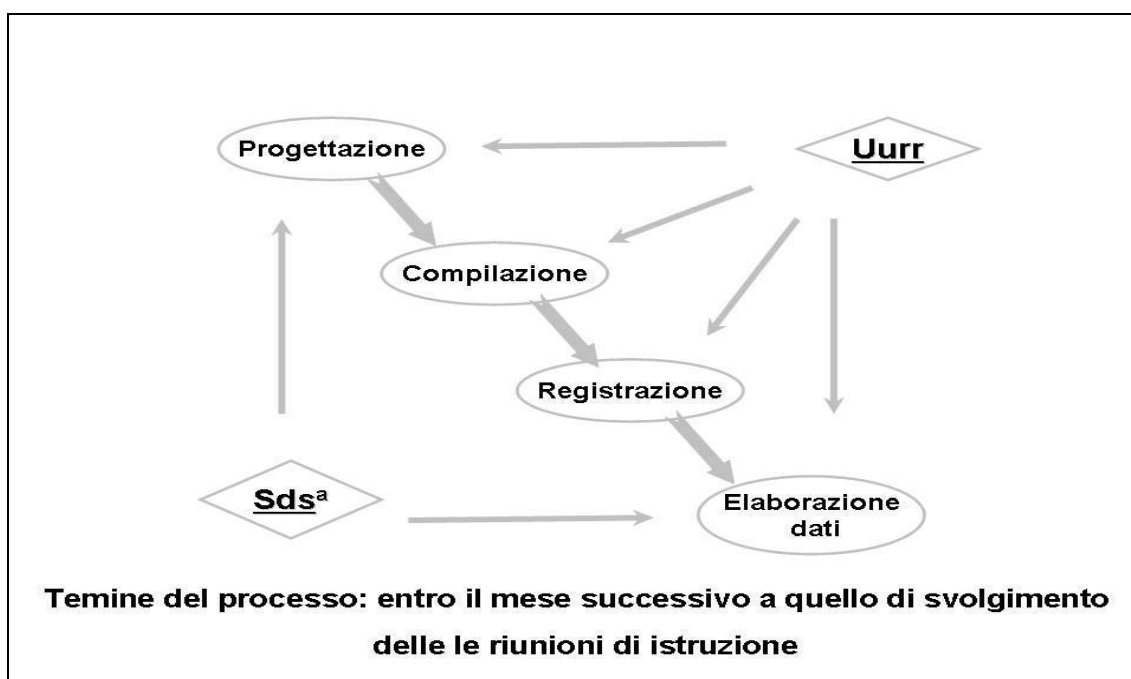 Progettazione
Uurr
Compilazione
Registrazione
Sdsª
Elaborazione
dati
Temine del processo: entro il mese successivo a quello di svolgimento
delle le riunioni di istruzione